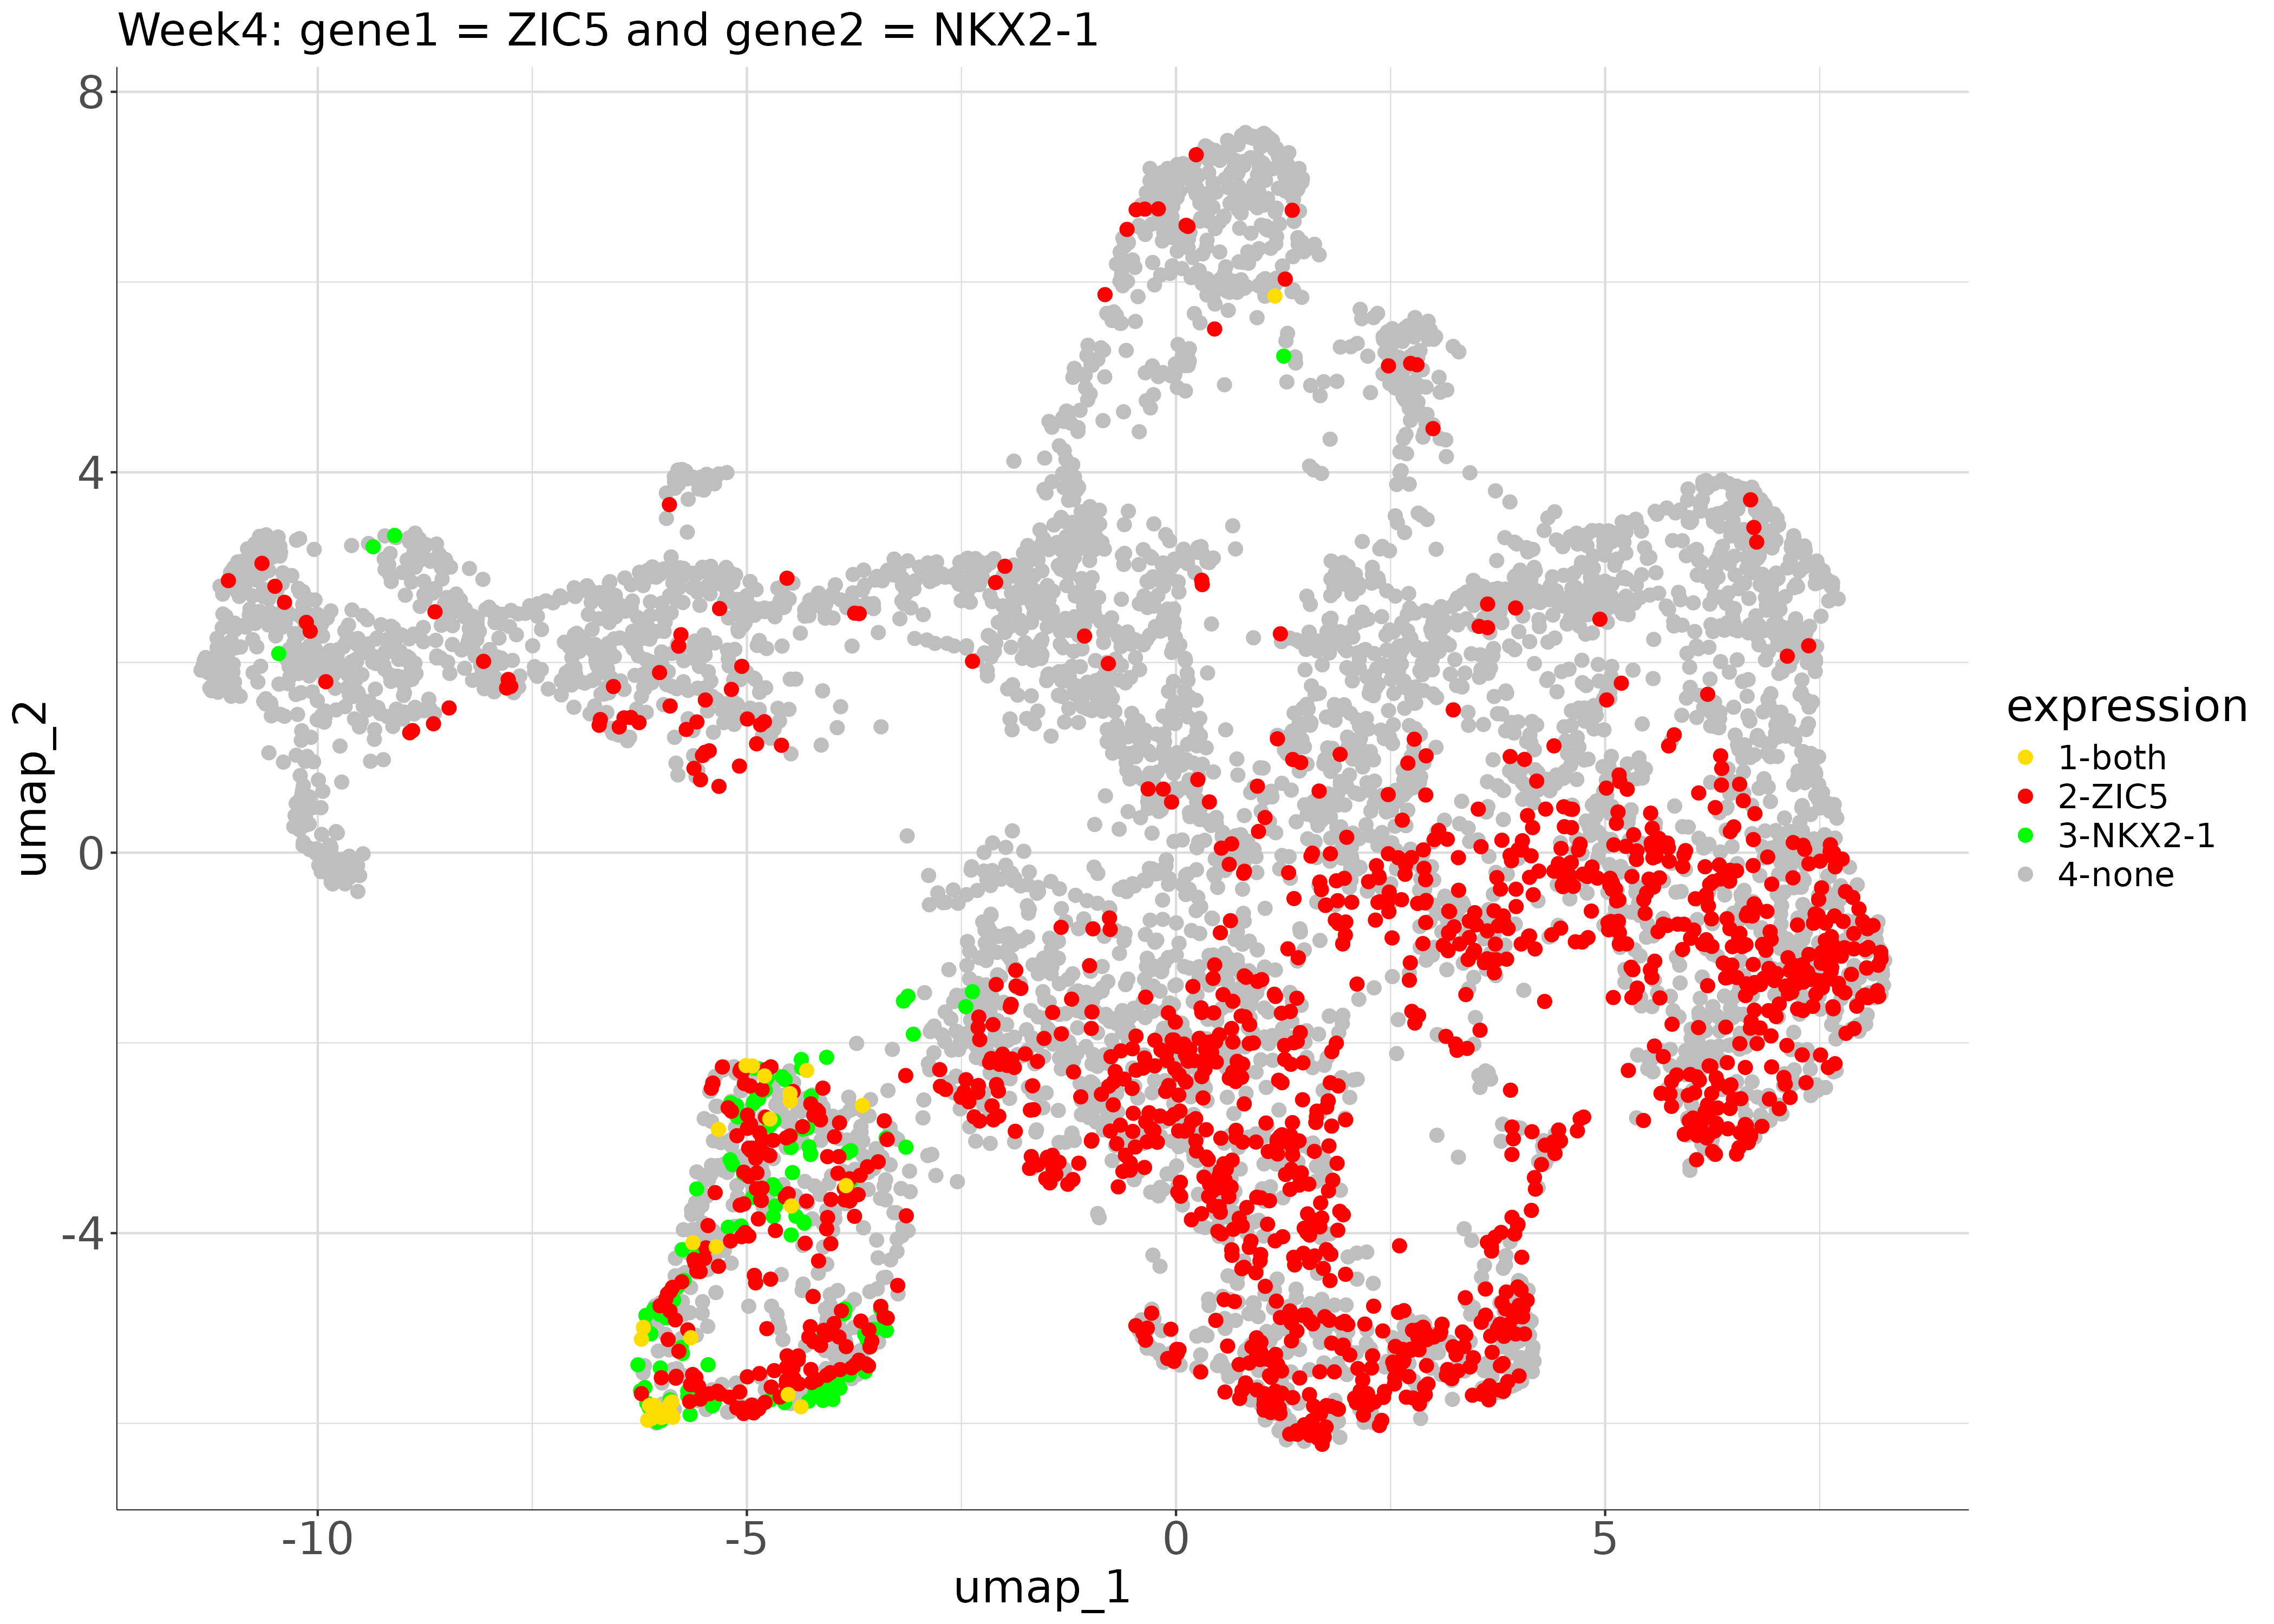 Week4: gene1 = ZIC5 and gene2 = NKX2-1
8
4
0
-4
umap_2
-10
-5
0
5
umap_1
expression
1-both
2-ZIC5
3-NKX2-1
4-none